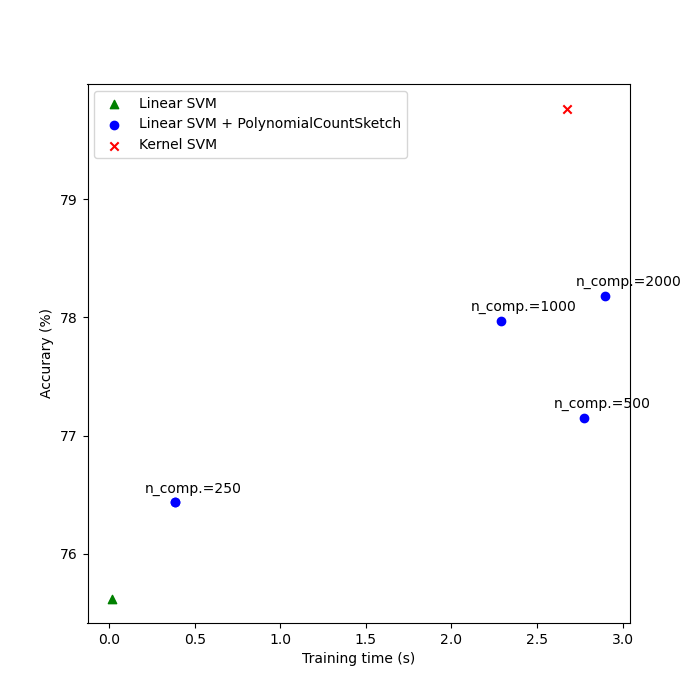 Linear SVM
Linear SVM + PolynomialCountSketch
Kernel SVM
79
n_comp.=2000
n_comp.=1000
78
n_comp.=500
77
n_comp.=250
76
Accurary (%)
0.0 0.5 1.0 1.5 2.0 2.5 3.0
Training time (s)